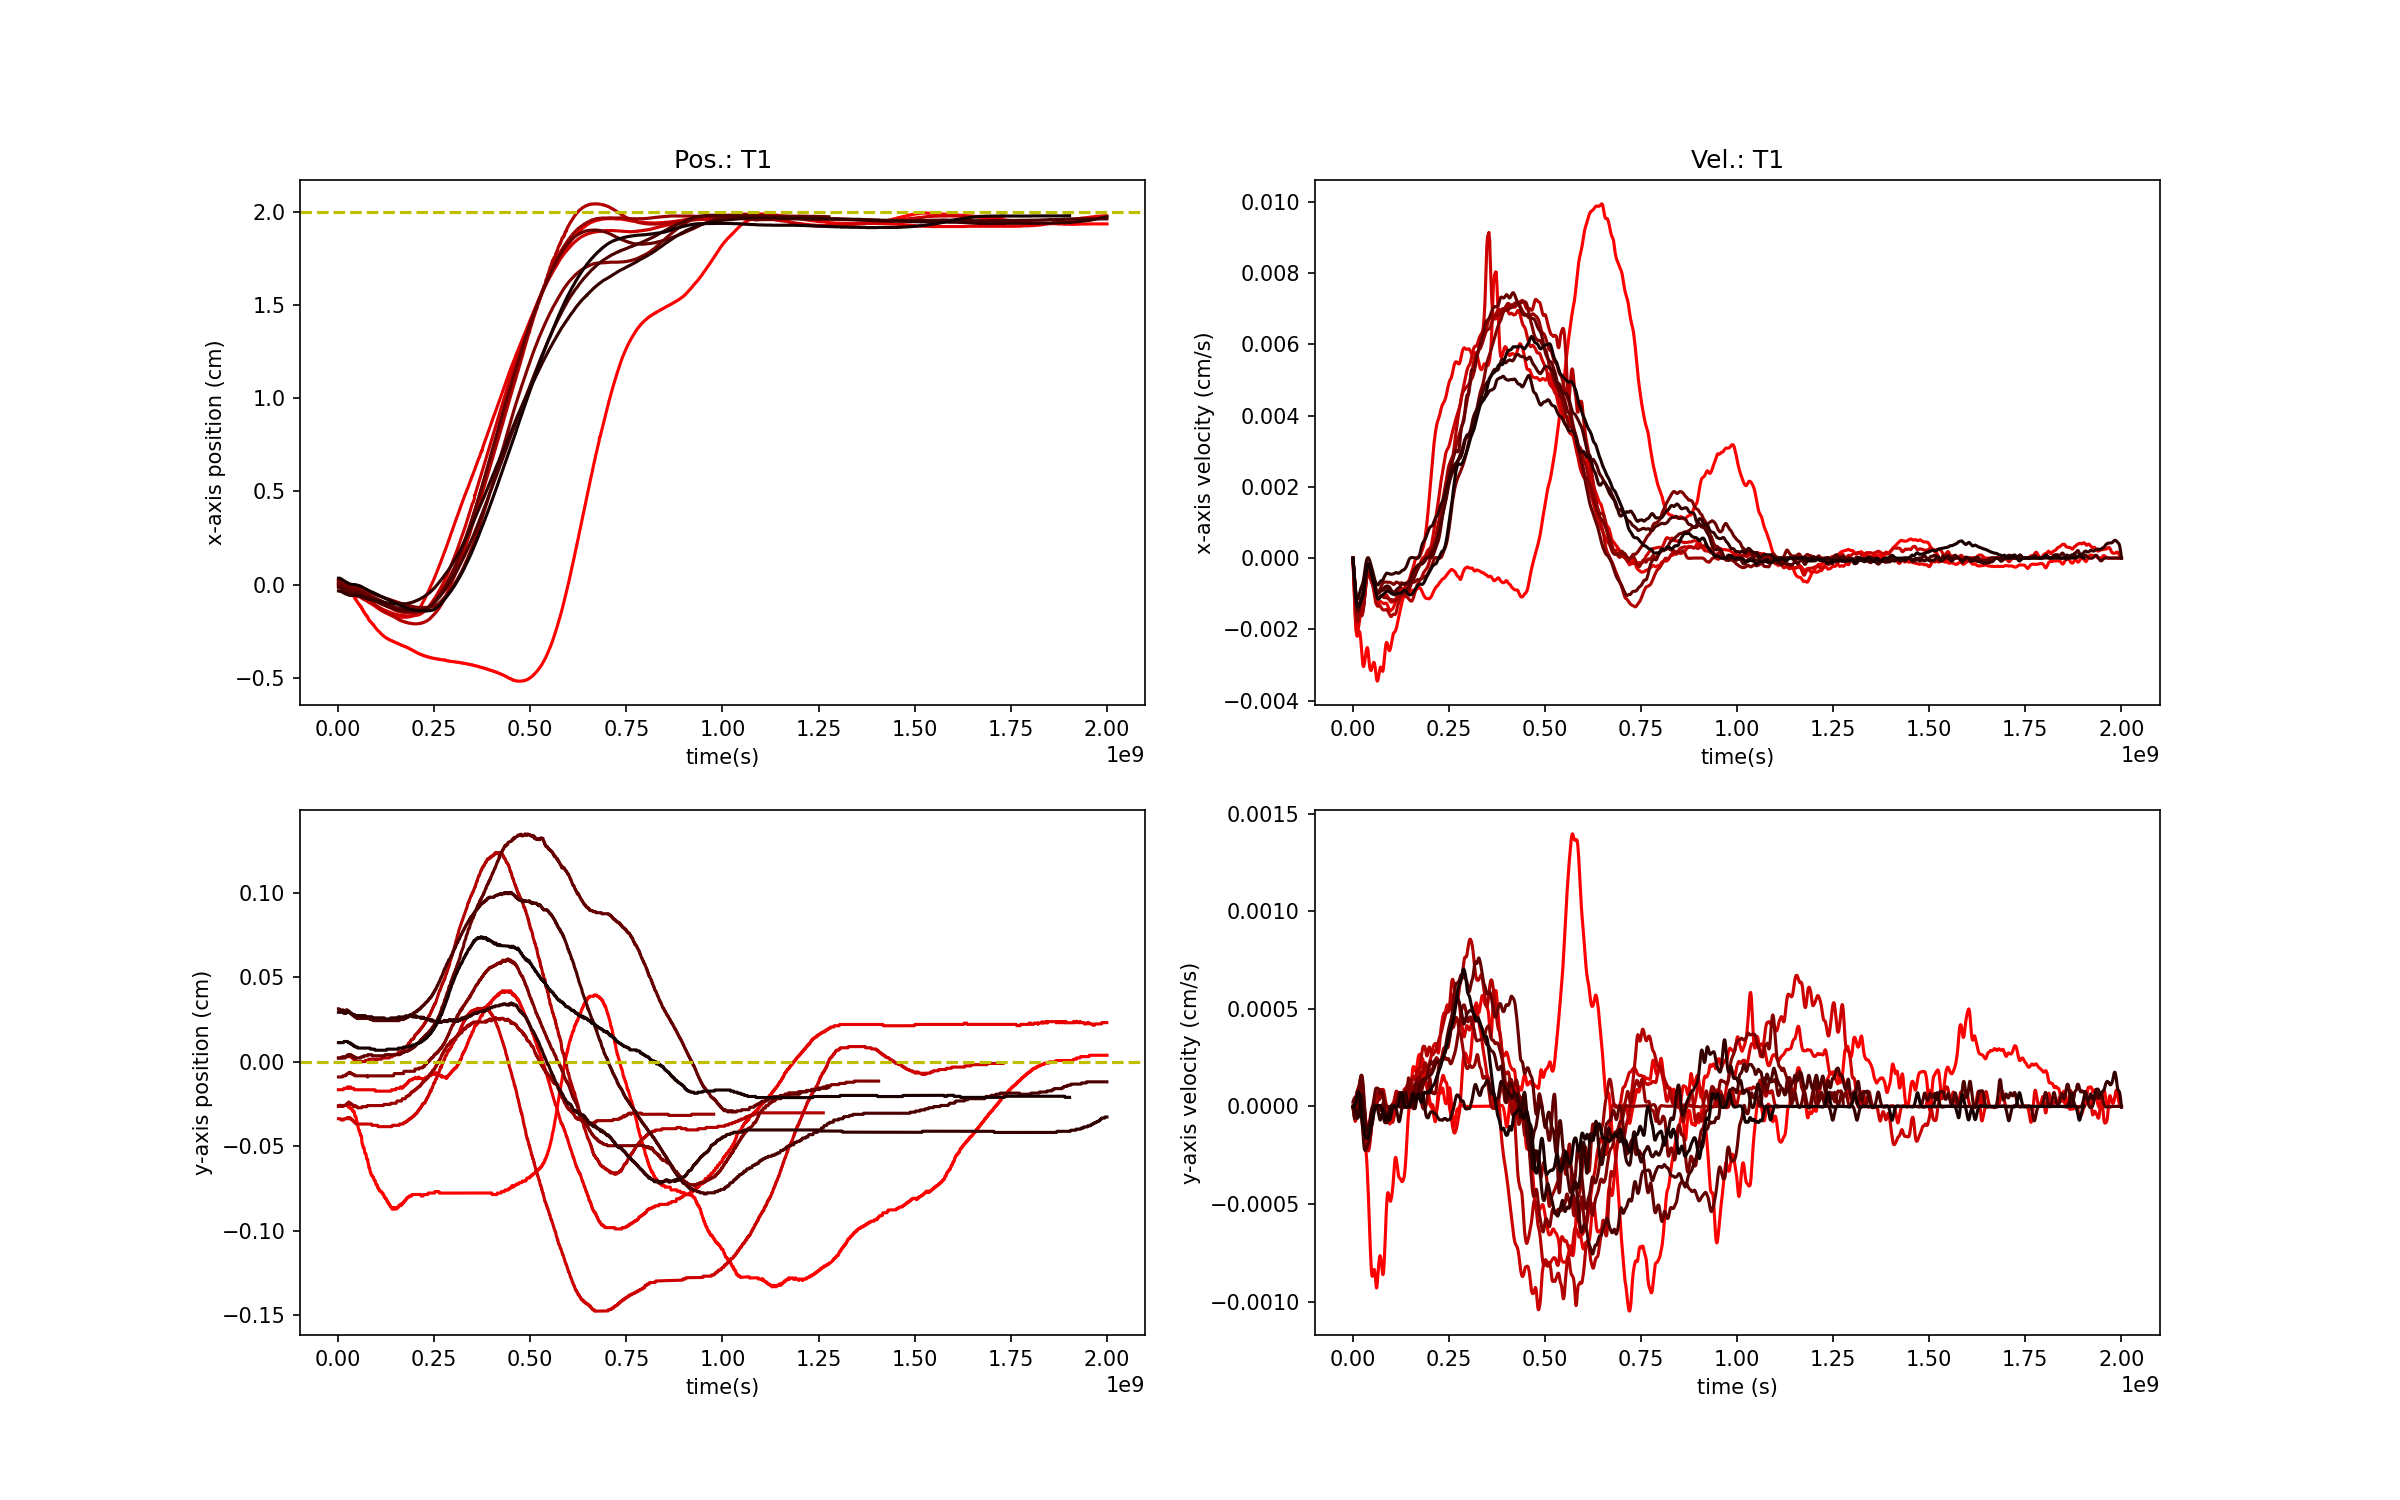 Pos.: T1
Vel.: T1
x-axis position (cm)
2.0
1.5
1.0
0.5
0.0
−0.5
0.00 0.25 0.50 0.75 1.00 1.25 1.50 1.75 2.00
time(s)
1e9
x-axis velocity (cm/s)
0.010
0.008
0.006
0.004
0.002
0.000
−0.002
−0.004
0.00 0.25 0.50 0.75 1.00 1.25 1.50 1.75 2.00
time(s)
1e9
y-axis position (cm)
0.10
0.05
0.00
−0.05
−0.10
−0.15
0.00 0.25 0.50 0.75 1.00 1.25 1.50 1.75 2.00
time(s)
1e9
y-axis velocity (cm/s)
0.0015
0.0010
0.0005
0.0000
−0.0005
−0.0010
0.00 0.25 0.50 0.75 1.00 1.25 1.50 1.75 2.00
time (s)
1e9